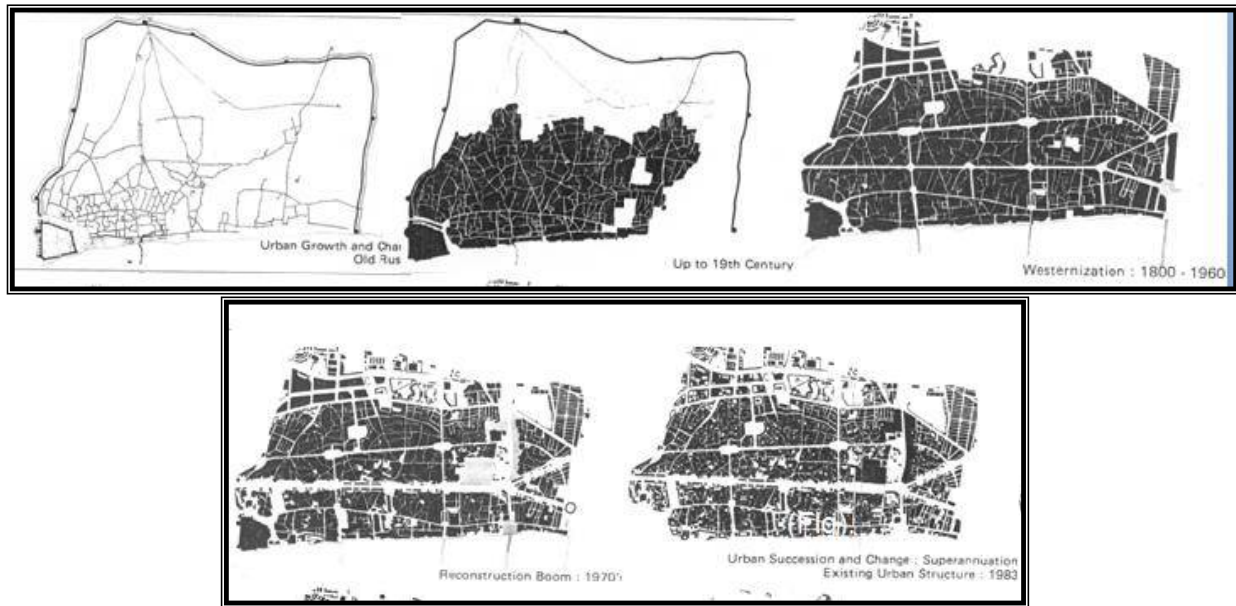 Urban Growth and Cha
Old Rus
Up to 19th Century
Westernization : 1800 - 1960
Reconstruction Boom : 1970's
(Fig
Urban Succession and Change : Superannuation
Existing Urban Structure : 1983